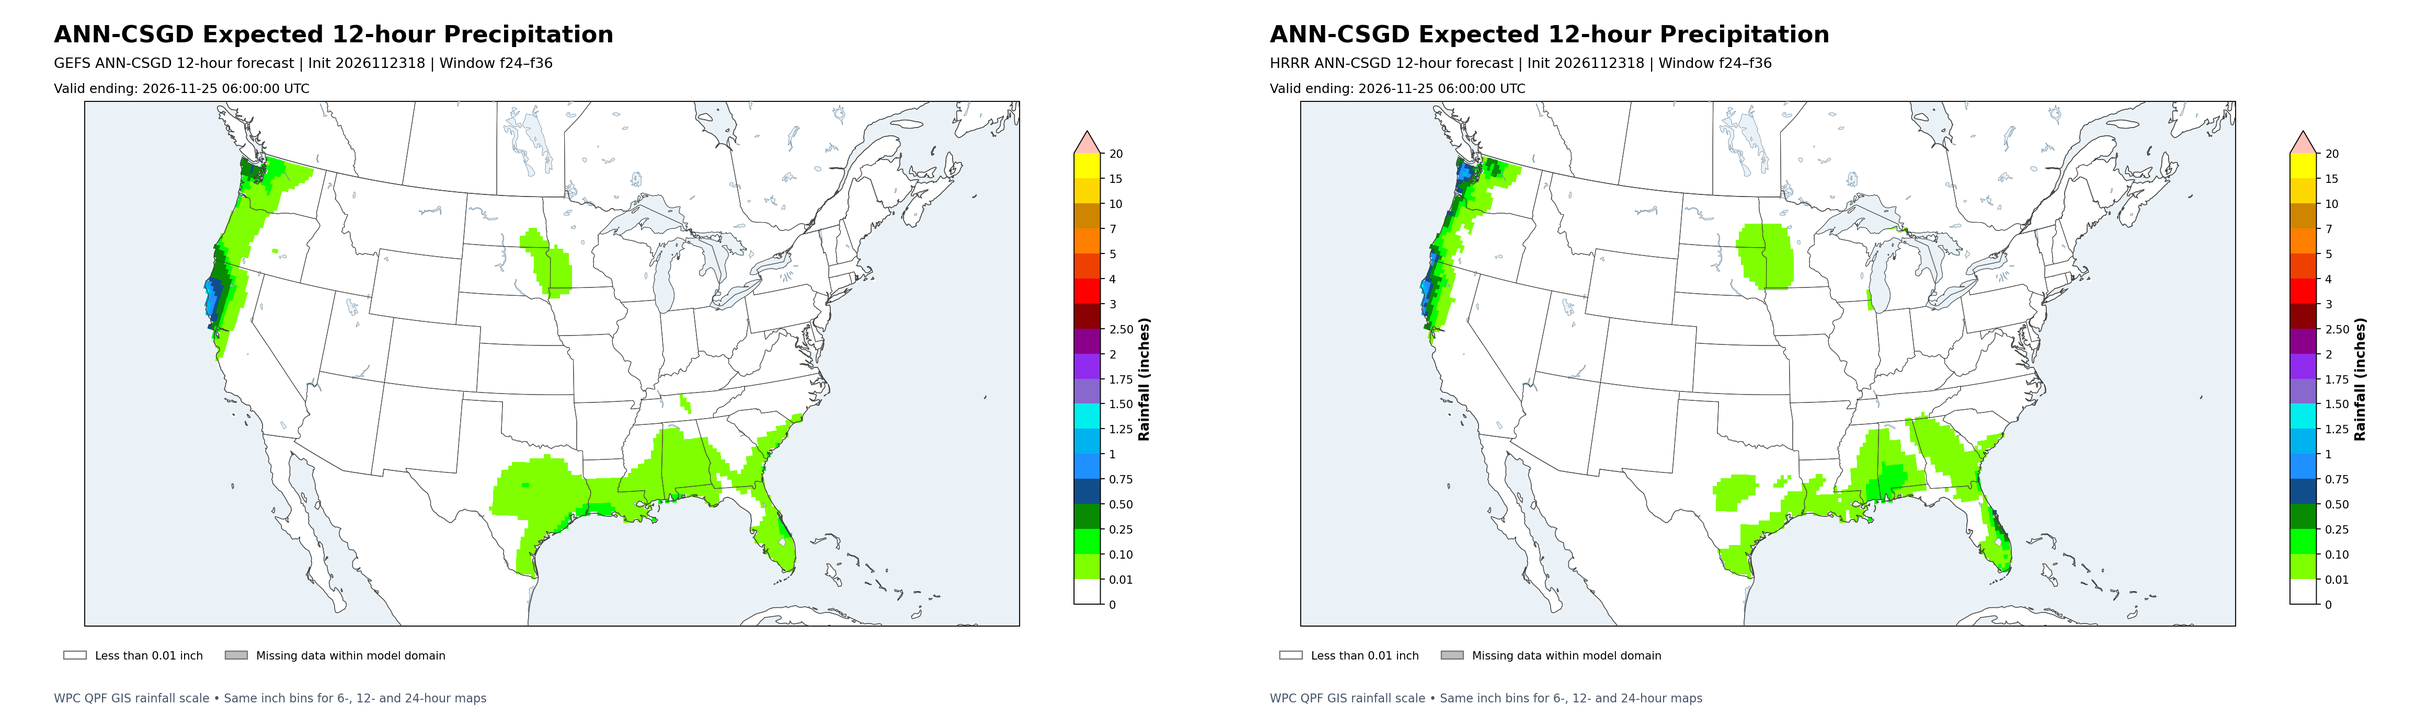 ANN-CSGD Expected 12-hour Precipitation
GEFS ANN-CSGD 12-hour forecast | Init 2026112318 | Window f24–f36
Valid ending: 2026-11-25 06:00:00 UTC
20
15
10
7
5
4
3
2.50
2
1.75
1.50
1.25
1
0.75
0.50
0.25
0.10
0.01
0
Rainfall (inches)
Less than 0.01 inch
Missing data within model domain
WPC QPF GIS rainfall scale • Same inch bins for 6-, 12- and 24-hour maps
ANN-CSGD Expected 12-hour Precipitation
HRRR ANN-CSGD 12-hour forecast | Init 2026112318 | Window f24–f36
Valid ending: 2026-11-25 06:00:00 UTC
20
15
10
7
5
4
3
2.50
2
1.75
1.50
1.25
1
0.75
0.50
0.25
0.10
0.01
0
Rainfall (inches)
Less than 0.01 inch
Missing data within model domain
WPC QPF GIS rainfall scale • Same inch bins for 6-, 12- and 24-hour maps